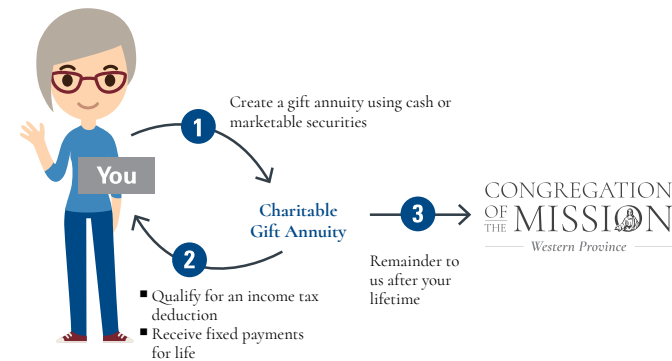 You
1
Create a gift annuity using cash or
marketable securities
Charitable
Gift Annuity
2
■ Qualify for an income tax
deduction
■ Receive fixed payments
for life
3
Remainder to
us after your
lifetime
CONGREGATION
OF THE MISSION
Western Province